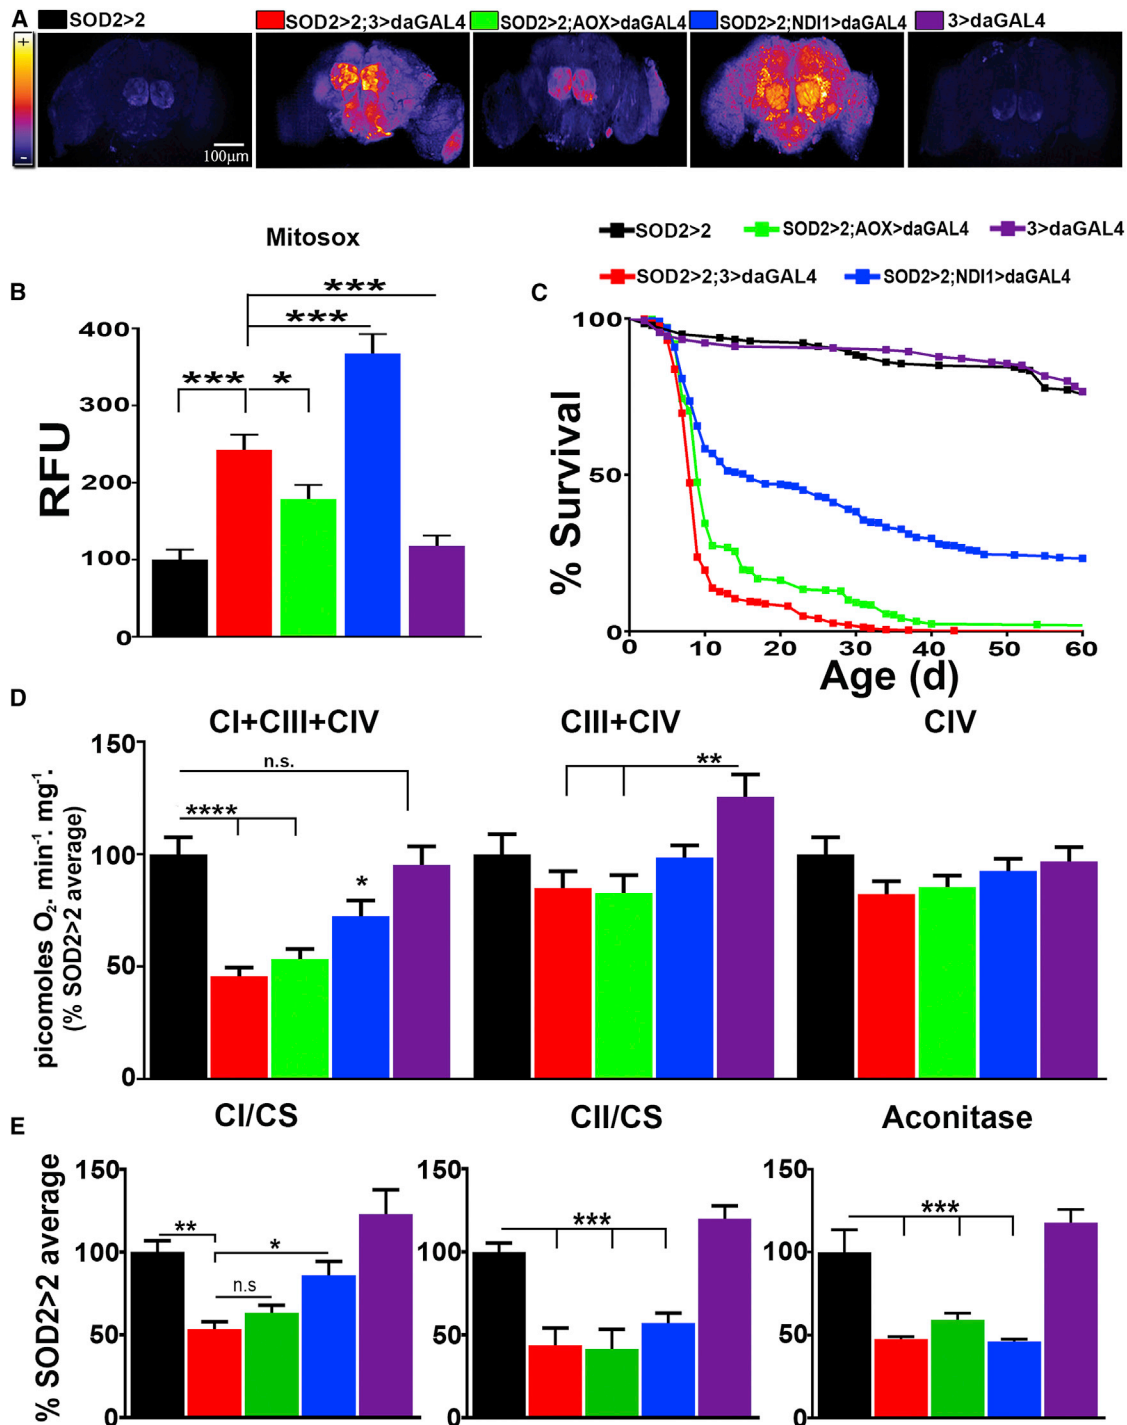 A
SOD2>2
SOD2>2;3>daGAL4
SOD2>2;AOX>daGAL4
SOD2>2;NDI1>daGAL4
3>daGAL4
+
-
100µm
B
Mitosox
RFU
400
300
200
100
0
***
*
***
***
C
SOD2>2
SOD2>2;AOX>daGAL4
3>daGAL4
SOD2>2;3>daGAL4
SOD2>2;NDI1>daGAL4
% Survival
100
50
0
0 10 20 30 40 50 60
Age (d)
D
picomoles O₂. min⁻¹. mg⁻¹.
(% SOD2>2 average)
CI+CIII+CIV
CIII+CIV
CIV
150
100
50
0
n.s.
****
*
**
E
% SOD2>2 average
CI/CS
150
100
50
0
**
*
n.s
CII/CS
150
100
50
0
***
Aconitase
150
100
50
0
***